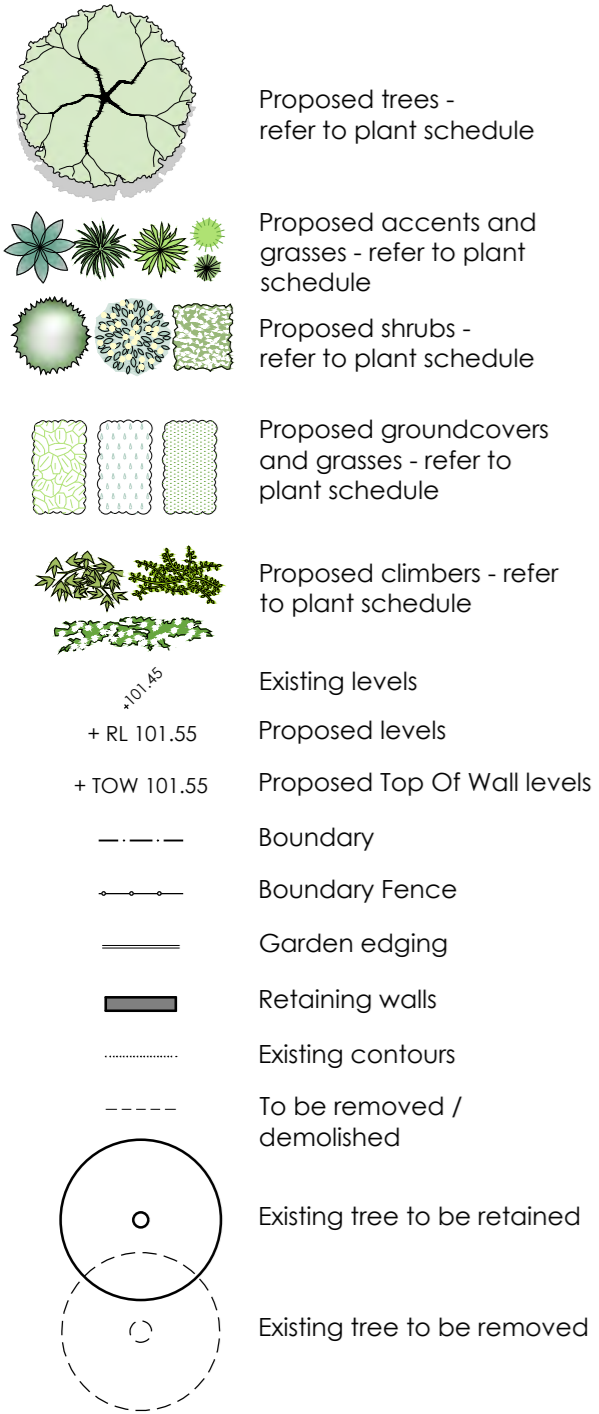 Proposed trees -
refer to plant schedule
Proposed accents and
grasses - refer to plant
schedule
Proposed shrubs -
refer to plant schedule
Proposed groundcovers
and grasses - refer to
plant schedule
Proposed climbers - refer
to plant schedule
+101.45
Existing levels
+ RL 101.55
Proposed levels
+ TOW 101.55
Proposed Top Of Wall levels
Boundary
Boundary Fence
Garden edging
Retaining walls
Existing contours
To be removed /
demolished
Existing tree to be retained
Existing tree to be removed